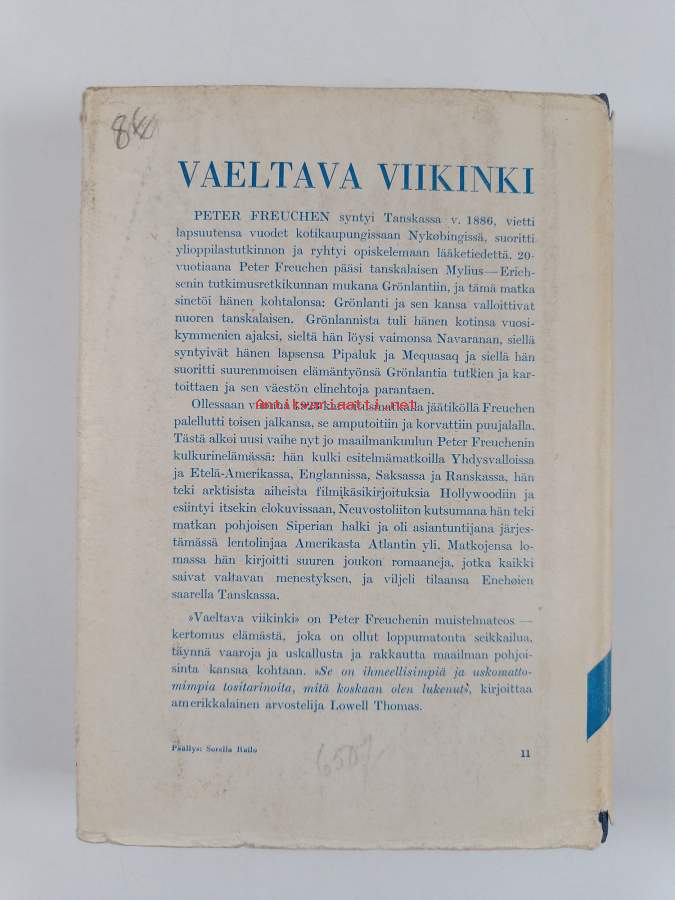 VAELTAVA VIIKINKI
PETER FREUCHEN syntyi Tanskassa v. 1886, vietti
lapsuutensa vuodet kotikaupungissaan Nykøbingissä, suoritti
ylioppilastutkinnon ja ryhtyi opiskelemaan lääketiedettä. 20-
vuotiaana Peter Freuchen pääsi tanskalaisen Mylius—Erich-
senin tutkimusretkikunnan mukana Grönlantiin, ja tämä matka
sinetöi hänen kohtalonsa: Grönlanti ja sen kansa valloittivat
nuoren tanskalaisen. Grönlannista tuli hänen kotinsa vuosi-
kymmenien ajaksi, sieltä hän löysi vaimonsa Navaranan, siellä
syntyivät hänen lapsensa Pipaluk ja Mequasaq ja siellä hän
suoritti suurenmoisen elämäntyönsä Grönlantia tutkien ja kar-
toittaen ja sen väestön elinehtoja parantaen.
Antikvariaatti.net
Ollessaan jäätiköllä Freuchen
palellutti toisen jalkansa, se amputoitiin ja korvattiin puujalalla.
Tästä alkoi uusi vaihe nyt jo maailmankuulun Peter Freuchenin
kulkurinelämässä: hän kulki esitelmämatkoilla Yhdysvalloissa
ja Etelä-Amerikassa, Englannissa, Saksassa ja Ranskassa, hän
teki arktisista aiheista filmikäsikirjoituksia Hollywoodiin ja
esiintyi itsekin elokuvissaan, Neuvostoliiton kutsumana hän teki
matkan pohjoisen Siperian halki ja oli asiantuntijana järjes-
tämässä lentolinjaa Amerikasta Atlantin yli. Matkojensa lo-
massa hän kirjoitti suuren joukon romaaneja, jotka kaikki
saivat valtavan menestyksen, ja viljeli tilaansa Enehøien
saarella Tanskassa.
»Vaeltava viikinki» on Peter Freuchenin muistelmateos —
kertomus elämästä, joka on ollut loppumatonta seikkailua,
täynnä vaaroja ja uskallusta ja rakkautta maailman pohjoi-
sinta kansaa kohtaan. »Se on ihmeellisimpiä ja uskomatto-
mimpia tositarinoita, mitä koskaan olen lukenut», kirjoittaa
amerikkalainen arvostelija Lowell Thomas.
Päällys: Sorella Railo
11